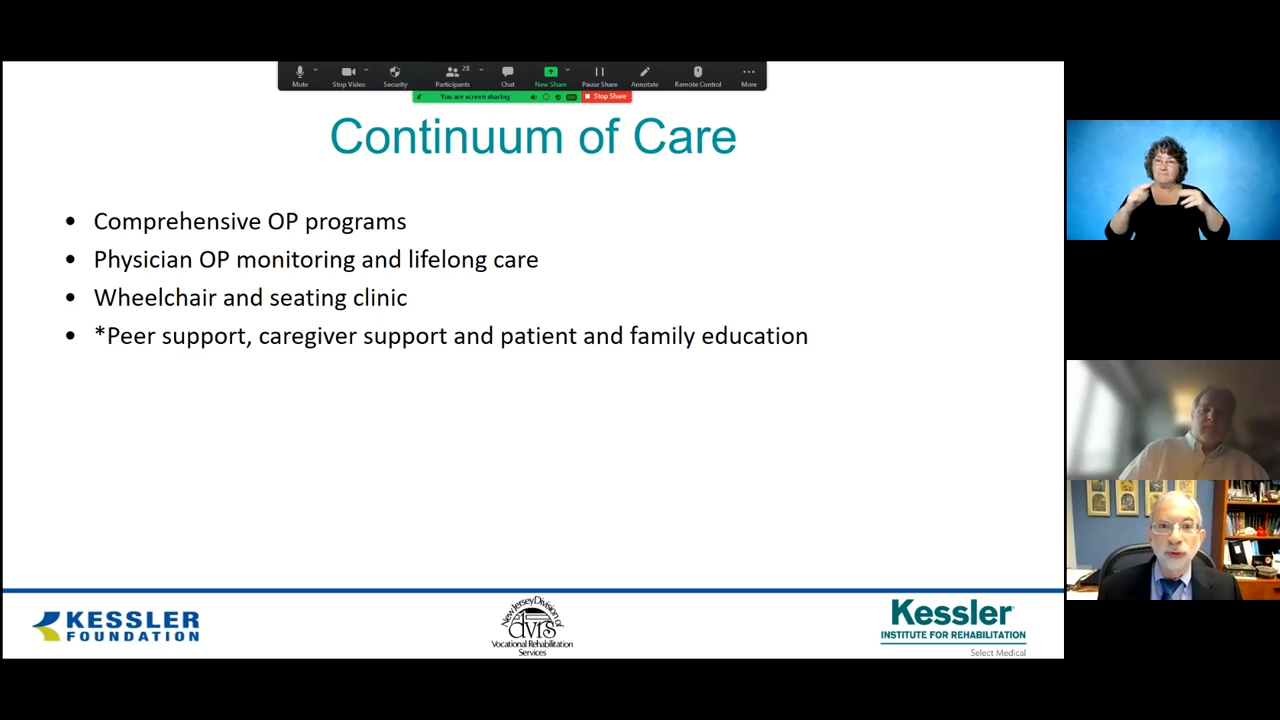 Mute
Stop Video
Security
Participants
28
Chat
New Share
Pause Share
Annotate
Remote Control
More
You are screen sharing
Stop Share
Continuum of Care
• Comprehensive OP programs
• Physician OP monitoring and lifelong care
• Wheelchair and seating clinic
• *Peer support, caregiver support and patient and family education
KESSLER
FOUNDATION
New Jersey Division of
dvrs
Vocational Rehabilitation
Services
Kessler
INSTITUTE FOR REHABILITATION
Select Medical